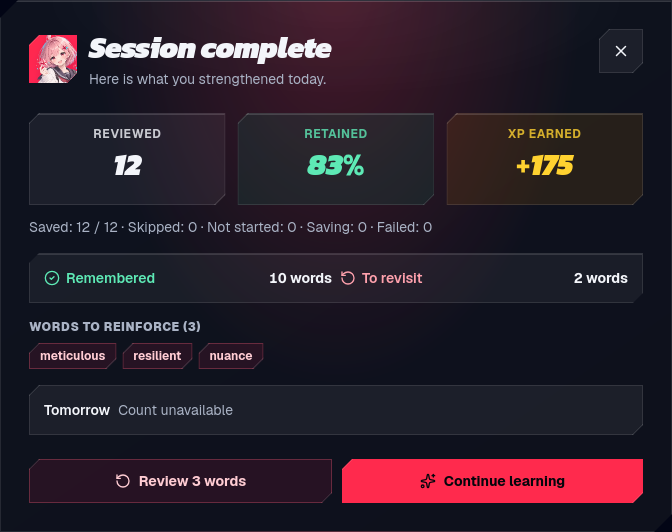 Session complete
Here is what you strengthened today.
REVIEWED
12
RETAINED
83%
XP EARNED
+175
Saved: 12 / 12 · Skipped: 0 · Not started: 0 · Saving: 0 · Failed: 0
Remembered 10 words To revisit 2 words
WORDS TO REINFORCE (3)
meticulous resilient nuance
Tomorrow Count unavailable
Review 3 words Continue learning